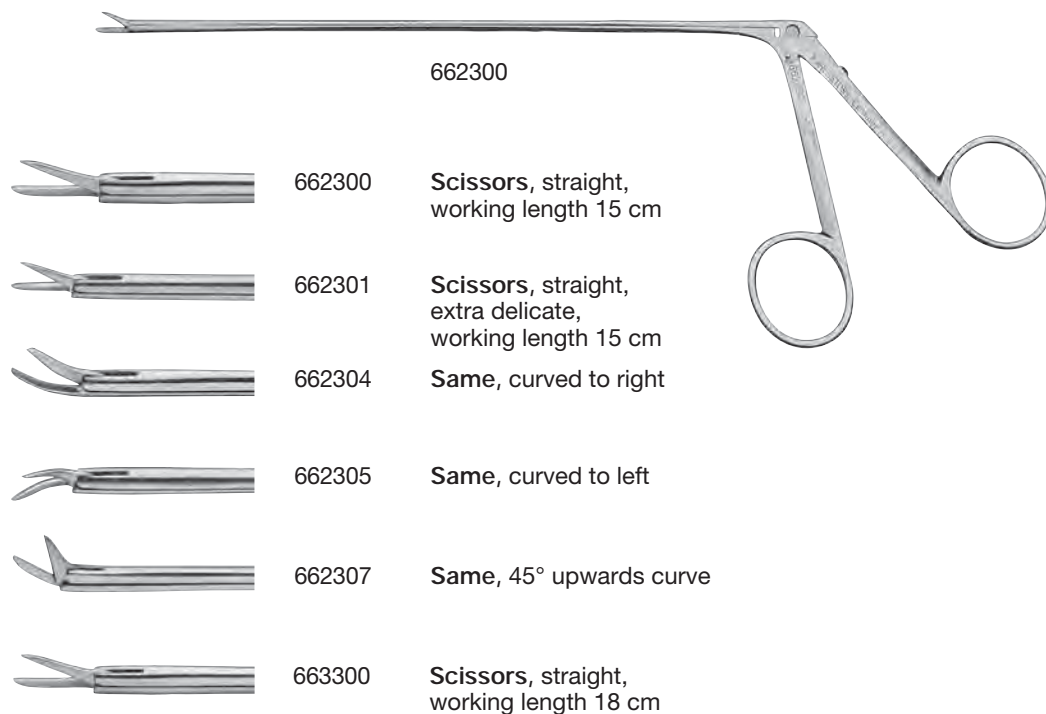 662300
662300 Scissors, straight,
working length 15 cm
662301 Scissors, straight,
extra delicate,
working length 15 cm
662304 Same, curved to right
662305 Same, curved to left
662307 Same, 45° upwards curve
663300 Scissors, straight,
working length 18 cm